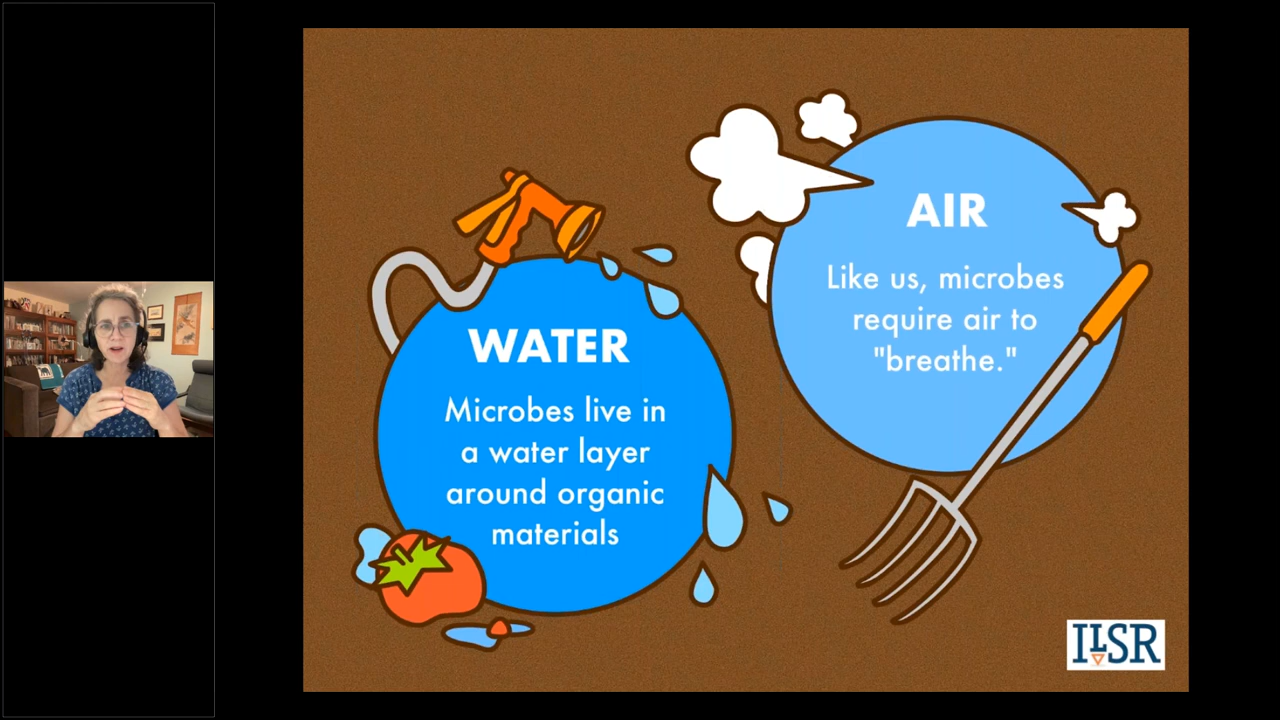 WATER
Microbes live in
a water layer
around organic
materials
AIR
Like us, microbes
require air to
"breathe."
ILSR